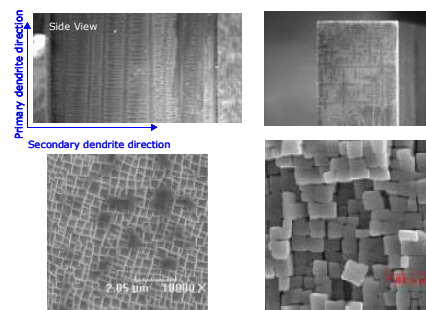 Side View
Primary dendrite direction
Secondary dendrite direction
2.05 µm 10000 X